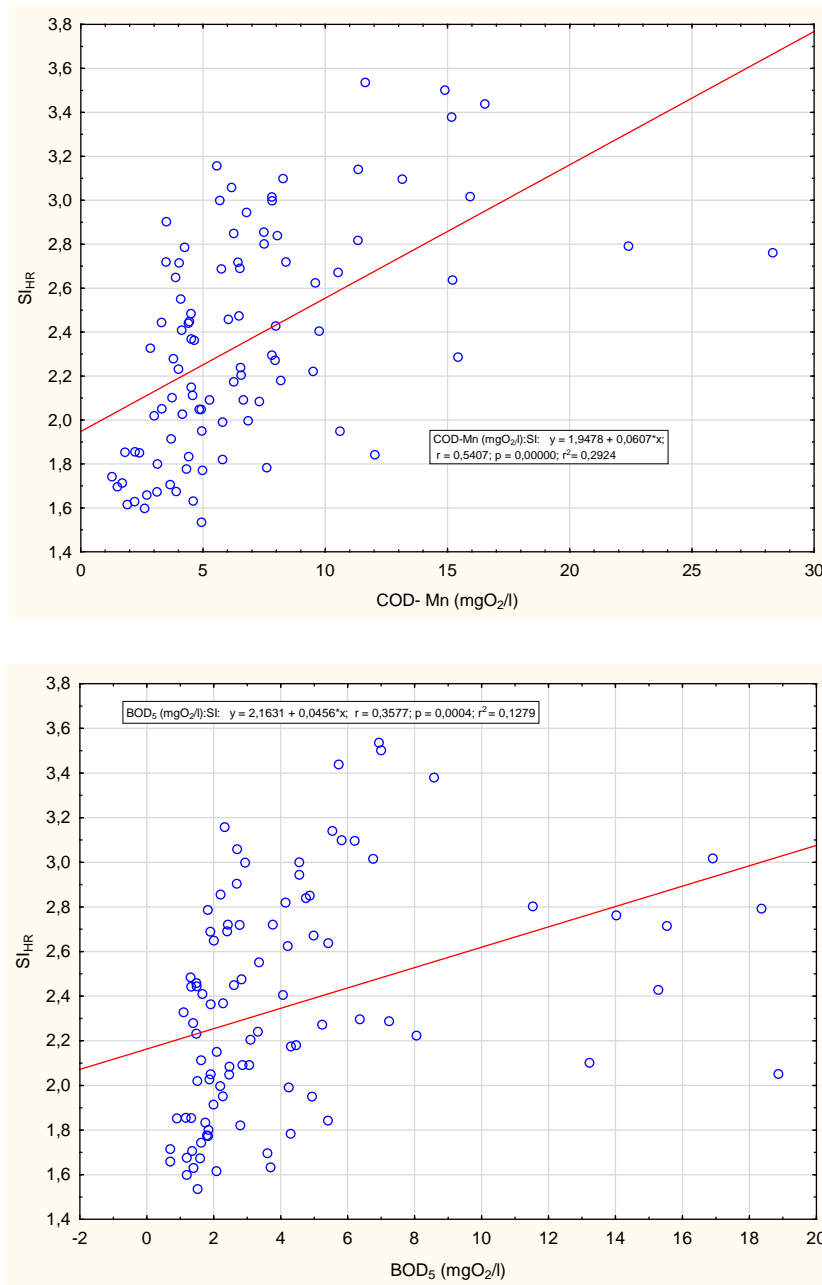 3,8
3,6
3,4
3,2
3,0
2,8
2,6
2,4
2,2
2,0
1,8
1,6
1,4
SI_HR
COD-Mn (mgO₂/l):SI: y = 1,9478 + 0,0607*x;
r = 0,5407; p = 0,00000; r² = 0,2924
0 5 10 15 20 25 30
COD- Mn (mgO₂/l)
BOD₅ (mgO₂/l):SI: y = 2,1631 + 0,0456*x; r = 0,3577; p = 0,0004; r² = 0,1279
3,8
3,6
3,4
3,2
3,0
2,8
2,6
2,4
2,2
2,0
1,8
1,6
1,4
SI_HR
-2 0 2 4 6 8 10 12 14 16 18 20
BOD₅ (mgO₂/l)